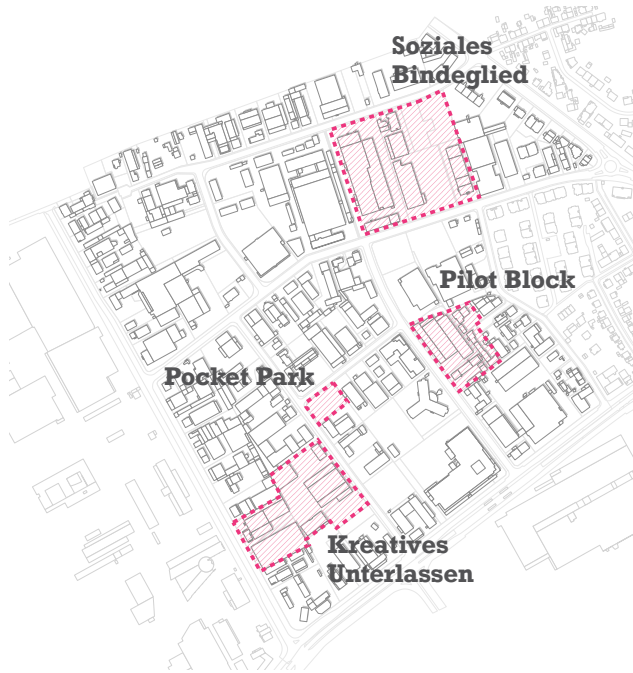 Soziales
Bindeglied
Pilot Block
Pocket Park
Kreatives
Unterlassen